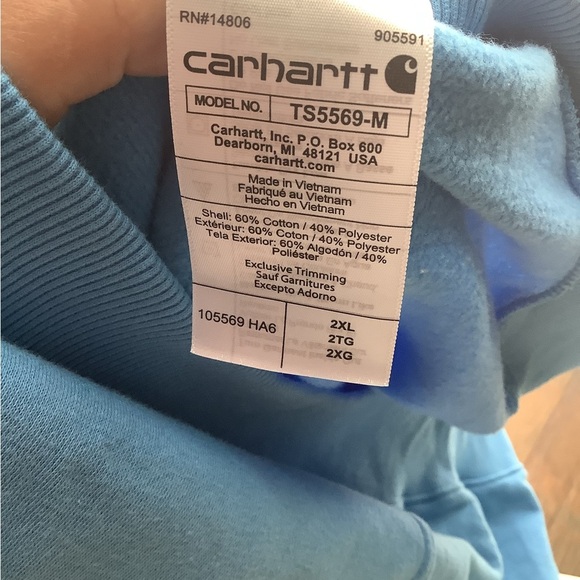 RN#14806
905591
carhartt
MODEL NO. TS5569-M
Carhartt, Inc. P.O. Box 600
Dearborn, MI 48121 USA
carhartt.com
Made in Vietnam
Fabriqué au Vietnam
Hecho en Vietnam
Shell: 60% Cotton / 40% Polyester
Extérieur: 60% Coton / 40% Polyester
Tela Exterior: 60% Algodón / 40%
Poliéster
Exclusive Trimming
Sauf Garnitures
Excepto Adorno
105569 HA6
2XL
2TG
2XG